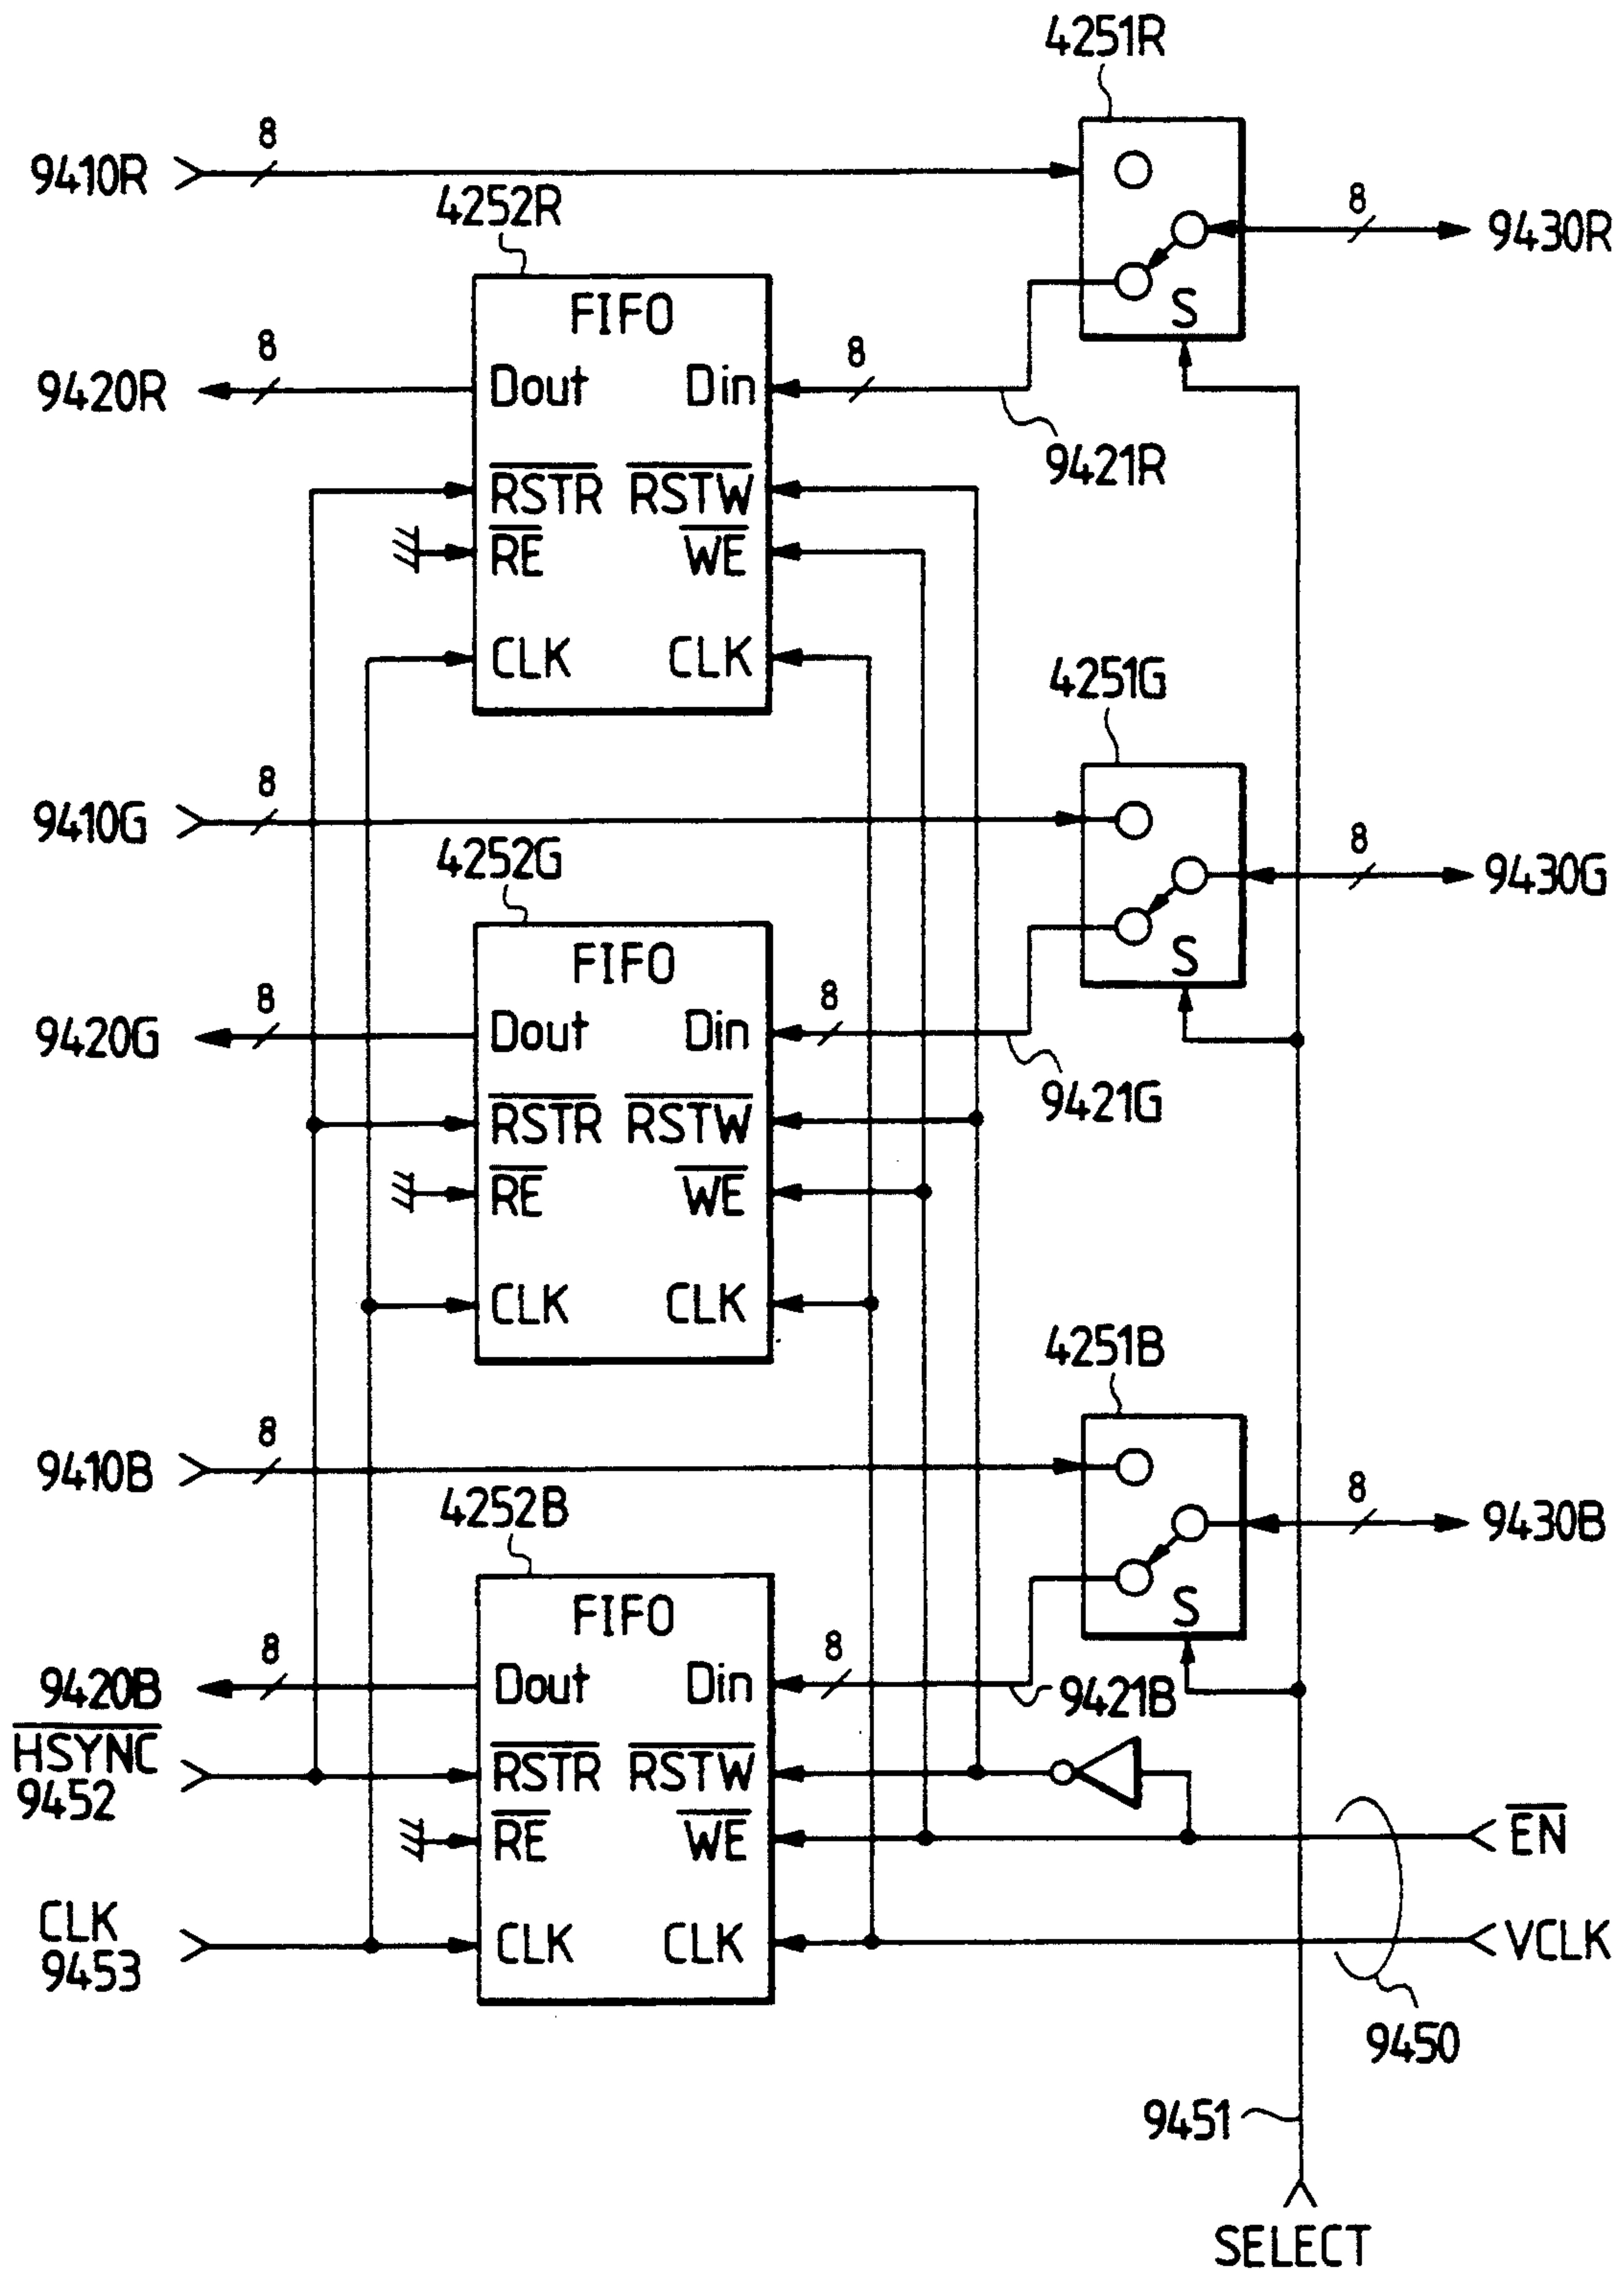 4251R
8
9410R
4252R
8
9430R
FIFO
S
8
8
9420R
Dout Din
9421R
RSTR RSTW
RE WE
CLK CLK
4251G
8
9410G
4252G
8
9430G
FIFO
S
8
8
9420G
Dout Din
9421G
RSTR RSTW
RE WE
CLK CLK
4251B
8
9410B
4252B
8
9430B
FIFO
S
8
8
9420B
Dout Din
9421B
HSYNC
9452
RSTR RSTW
RE WE
EN
CLK
9453
CLK CLK
VCLK
9450
9451
SELECT